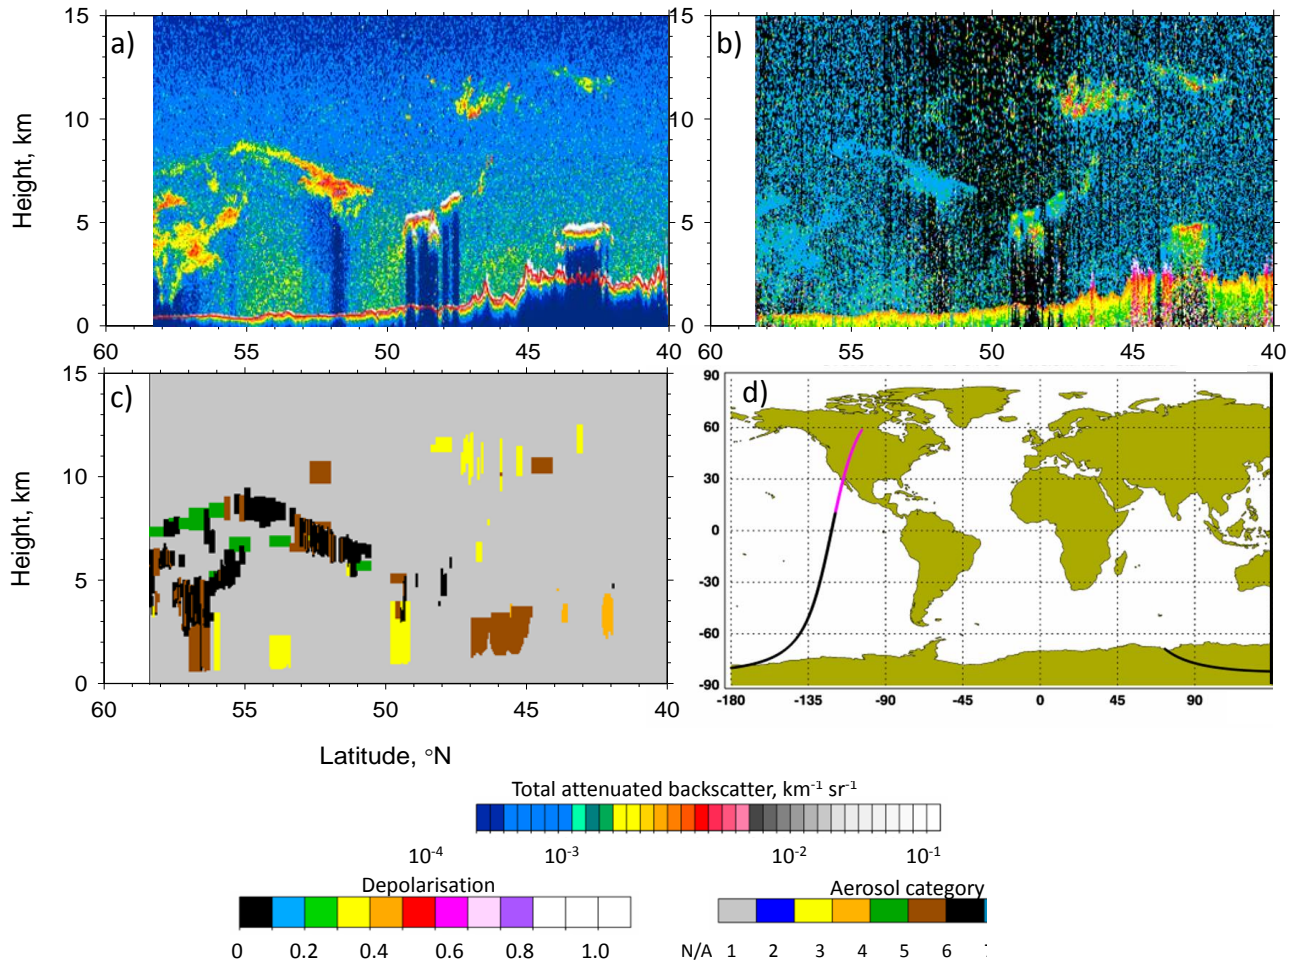 15
a)
10
Height, km
5
0
60 55 50 45 40
15
b)
10
5
0
60 55 50 45 40
15
c)
10
Height, km
5
0
60 55 50 45 40
Latitude, °N
90
d)
60
30
0
-30
-60
-90
-180 -135 -90 -45 0 45 90
Total attenuated backscatter, km⁻¹ sr⁻¹
10⁻⁴ 10⁻³ 10⁻² 10⁻¹
Depolarisation
0 0.2 0.4 0.6 0.8 1.0
Aerosol category
N/A 1 2 3 4 5 6